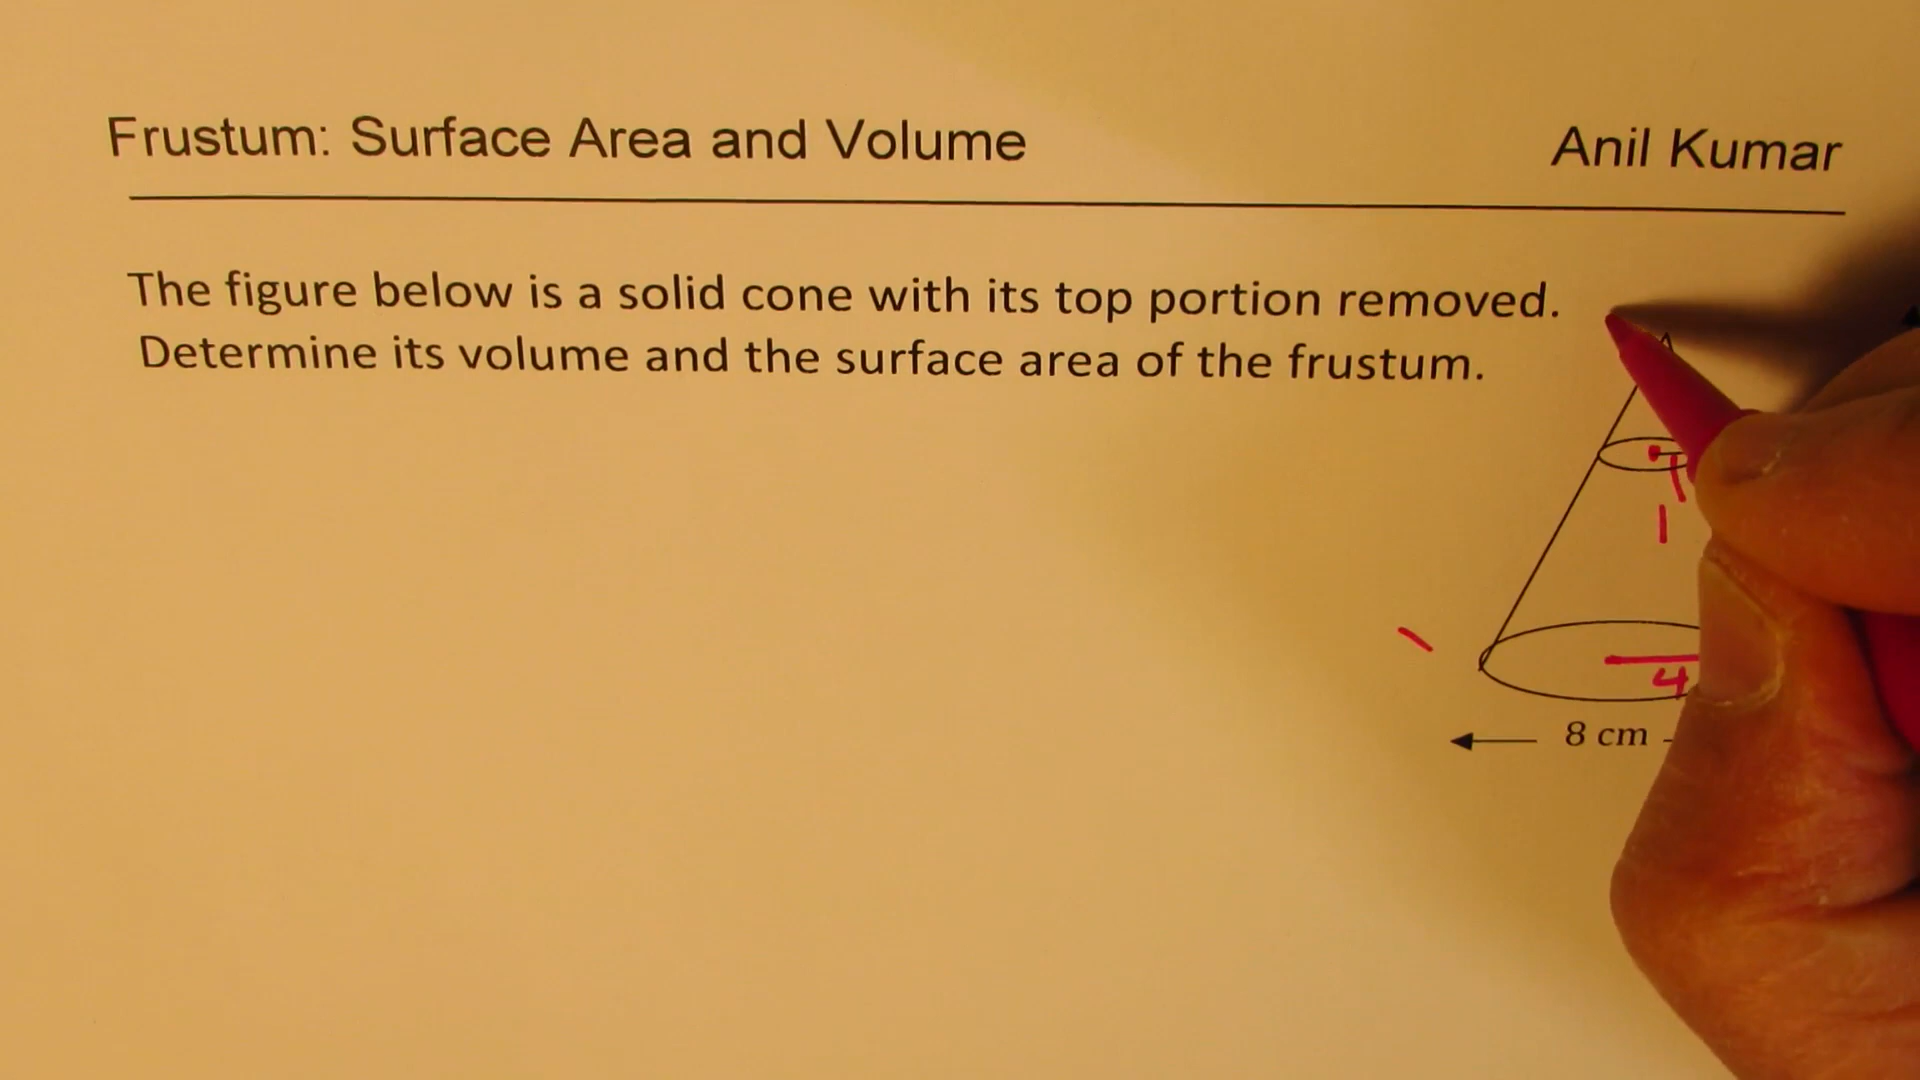 Frustum: Surface Area and Volume
Anil Kumar
The figure below is a solid cone with its top portion removed.
Determine its volume and the surface area of the frustum.
1
4
8 cm